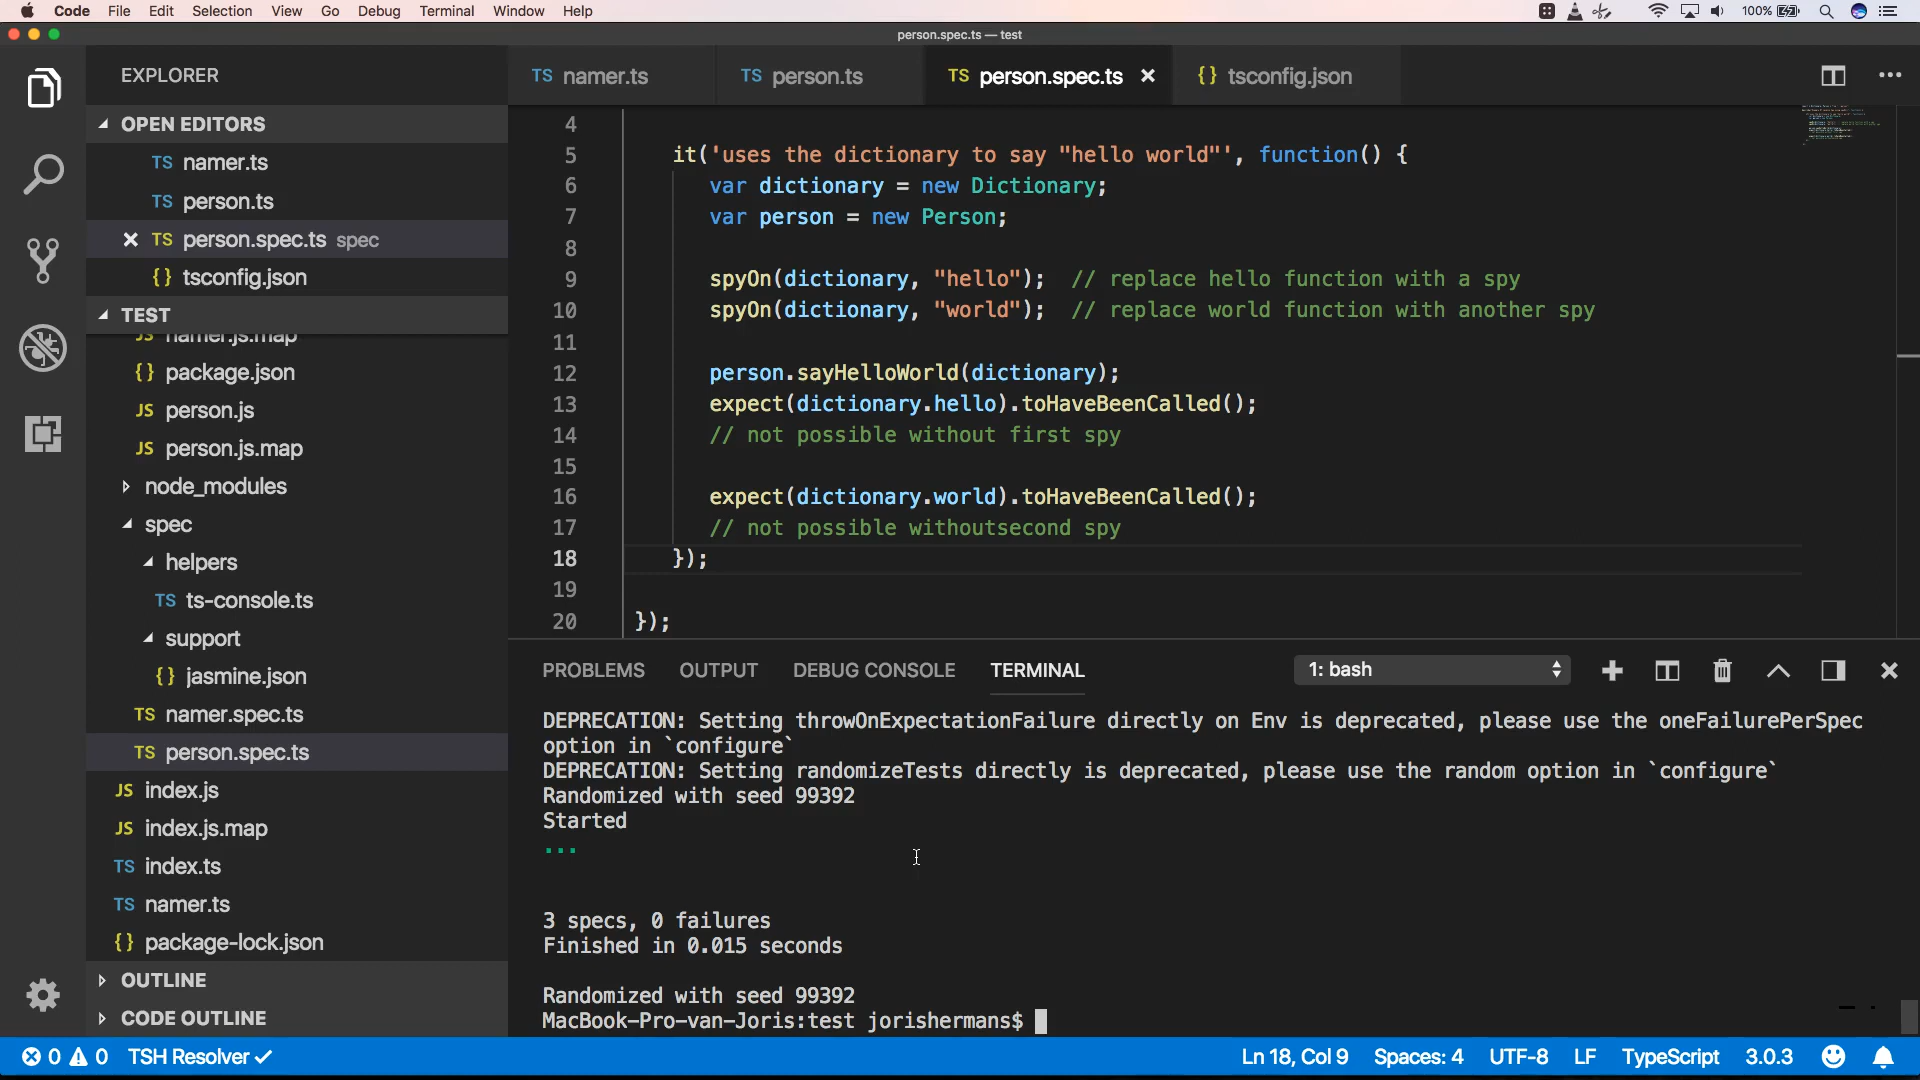 Code File Edit Selection View Go Debug Terminal Window Help 100%
person.spec.ts — test
EXPLORER
OPEN EDITORS
TS namer.ts
TS person.ts
TS person.spec.ts spec
{} tsconfig.json
TEST
JS namer.js.map
{} package.json
JS person.js
JS person.js.map
node_modules
spec
helpers
TS ts-console.ts
support
{} jasmine.json
TS namer.spec.ts
TS person.spec.ts
JS index.js
JS index.js.map
TS index.ts
TS namer.ts
{} package-lock.json
OUTLINE
CODE OUTLINE
TS namer.ts TS person.ts TS person.spec.ts {} tsconfig.json
4
5 it('uses the dictionary to say "hello world"', function() {
6 var dictionary = new Dictionary;
7 var person = new Person;
8
9 spyOn(dictionary, "hello"); // replace hello function with a spy
10 spyOn(dictionary, "world"); // replace world function with another spy
11
12 person.sayHelloWorld(dictionary);
13 expect(dictionary.hello).toHaveBeenCalled();
14 // not possible without first spy
15
16 expect(dictionary.world).toHaveBeenCalled();
17 // not possible withoutsecond spy
18 });
19
20 });
PROBLEMS OUTPUT DEBUG CONSOLE TERMINAL 1: bash
DEPRECATION: Setting throwOnExpectationFailure directly on Env is deprecated, please use the oneFailurePerSpec
option in `configure`
DEPRECATION: Setting randomizeTests directly is deprecated, please use the random option in `configure`
Randomized with seed 99392
Started
...
3 specs, 0 failures
Finished in 0.015 seconds
Randomized with seed 99392
MacBook-Pro-van-Joris:test jorishermans$
0 0 TSH Resolver ✓ Ln 18, Col 9 Spaces: 4 UTF-8 LF TypeScript 3.0.3